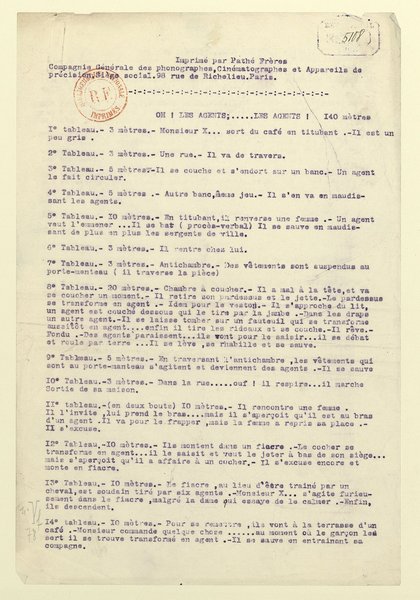 Imprimé par Pathé Frères
Compagnie Générale des phonographes,Cinématographes et Appareils de
précision.Siège social.98 rue de Richelieu.Paris.
-:-:-:-:-:-:-:-:-:-:-:-:-:-:-:-
OH ! LES AGENTS;.....LES AGENTS ! I40 mètres
I° tableau.- 3 mètres.- Monsieur X... sort du café en titubant .-Il est un
peu gris .
2° Tableau.- 3 mètres.- Une rue.- Il va de travers.
3° Tableau.- 5 mètres.-Il se couche et s'endort sur un banc.- Un agent
le fait circuler.
4° Tableau.- 5 mètres .- Autre banc, même jeu.- Il s'en va en maudis-
sant les agents.
5° Tableau.- I0 mètres.- En titubant,il renverse une femme .- Un agent
veut l'emmener ...Il se bat ( procès-verbal) Il se sauve en maudis-
sant de plus en plus les sergents de ville.
6° Tableau.- 3 mètres.- Il rentre chez lui.
7° Tableau.- 3 mètres.- Antichambre.- Des vêtements sont suspendus au
porte-menteau ( il traverse la pièce)
8° Tableau.- 20 mètres.- Chambre à coucher.- Il a mal à la tête,et va
se coucher un moment.- Il retire son pardessus et le jette.-Le pardessus
se transforme en agent .- Idem pour le veston.- Il s'approche du lit,
un agent est couché dessous qui le tire par la jambe .-Dans les draps
un autre agent.-Il se laisse tomber sur un fauteuil qui se transforme
aussitôt en agent....enfin il tire les rideaux et se couche.-Il rêve.-
Fondu .-Des agents paraissent...ils vont pour le saisir....il se débat
et roule par terre ...Il se lève, se rhabille et se sauve.
9° Tableau.- 5 mètres.- En traversant l'antichambre ,les vêtements qui
sont au porte-manteau s'agitent et deviennent des agents .-Il se sauve
I0° Tableau.-3 mètres.- Dans la rue.....ouf ! il respire...il marche
Sortie de sa maison.
II° tableau.-(en deux bouts) I0 mètres.- Il rencontre une femme .
Il l'invite ,lui prend le bras....mais il s'aperçoit qu'il est au bras
d'un agent .Il va pour le frapper ,mais la femme a repris sa place .-
Il s'excuse.
I2° Tableau.-I0 mètres.- Ils montent dans un fiacre .-Le cocher se
transforme en agent...il le saisit et veut le jeter à bas de son siège...
mais s'aperçoit qu'il a affaire à un cocher.- Il s'excuse encore et
monte en fiacre.
I3° Tableau.- I0 mètres.- Le fiacre ,au lieu d'être traîné par un
cheval,est soudain tiré par six agents .-Monsieur X... s'agite furieu-
sement dans le fiacre,malgré la dame qui essaye de le calmer .-Enfin,
ils descendent.
I4° tableau.- I0 mètres.- Pour se remettre ,ils vont à la terrasse d'un
café .-Monsieur commande quelque chose ......au moment où le garçon les
sert il se trouve transformé en agent .-Il se sauve en entraînant sa
compagne.
R F
IMPRIMÉS